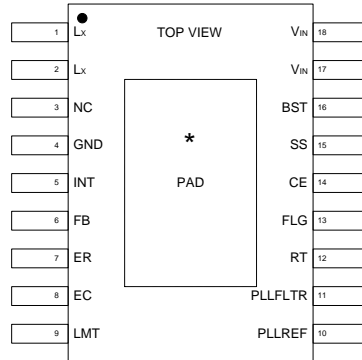 TOP VIEW
1 LX VIN 18
2 LX VIN 17
3 NC BST 16
4 GND * SS 15
5 INT PAD CE 14
6 FB FLG 13
7 ER RT 12
8 EC PLLFLTR 11
9 LMT PLLREF 10